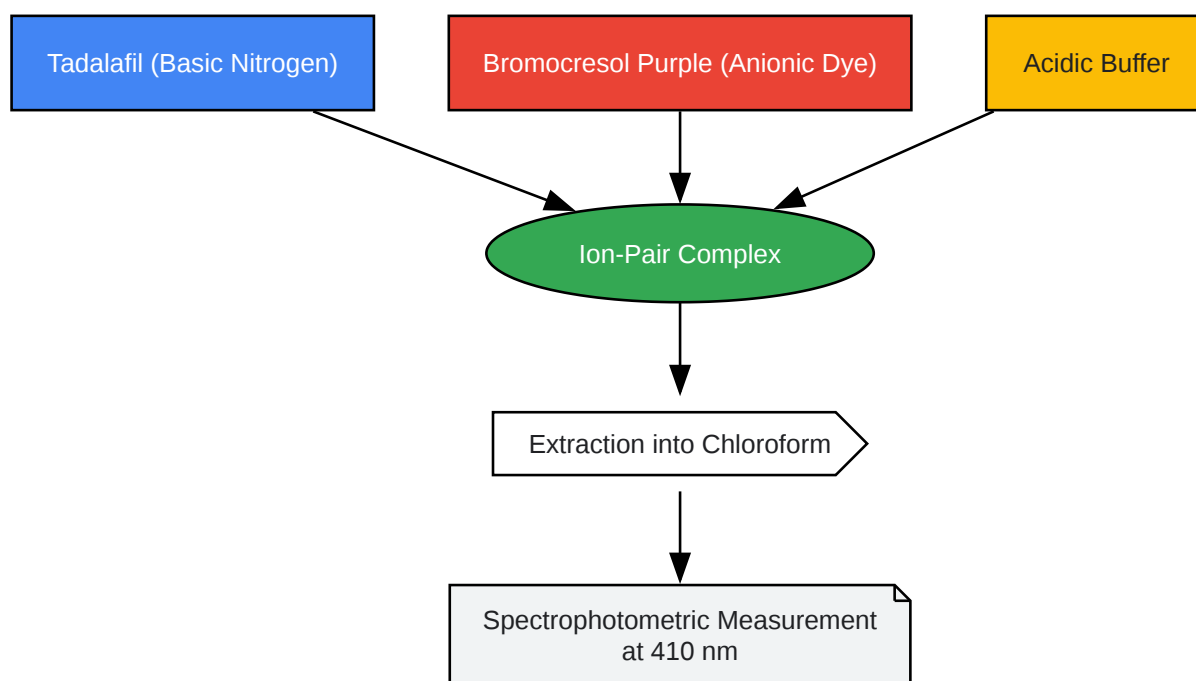 Tadalafil (Basic Nitrogen)
Bromocresol Purple (Anionic Dye)
Acidic Buffer
Ion-Pair Complex
Extraction into Chloroform
Spectrophotometric Measurement
at 410 nm